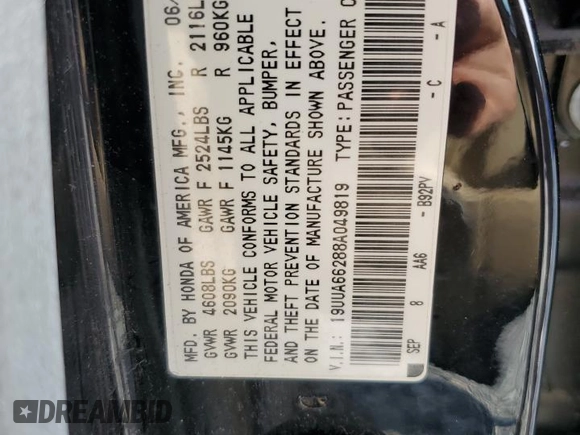 MFD. BY HONDA OF AMERICA MFG., INC. 06/
GVWR 4608LBS GAWR F 2524LBS R 2116L
GVWR 2090KG GAWR F 1145KG R 960KG
THIS VEHICLE CONFORMS TO ALL APPLICABLE
FEDERAL MOTOR VEHICLE SAFETY, BUMPER,
AND THEFT PREVENTION STANDARDS IN EFFECT
ON THE DATE OF MANUFACTURE SHOWN ABOVE.
V.I.N.: 19UUA66288A049819 TYPE: PASSENGER C
SEP 8 AA6 - B92PV - C - A
DREAMBID